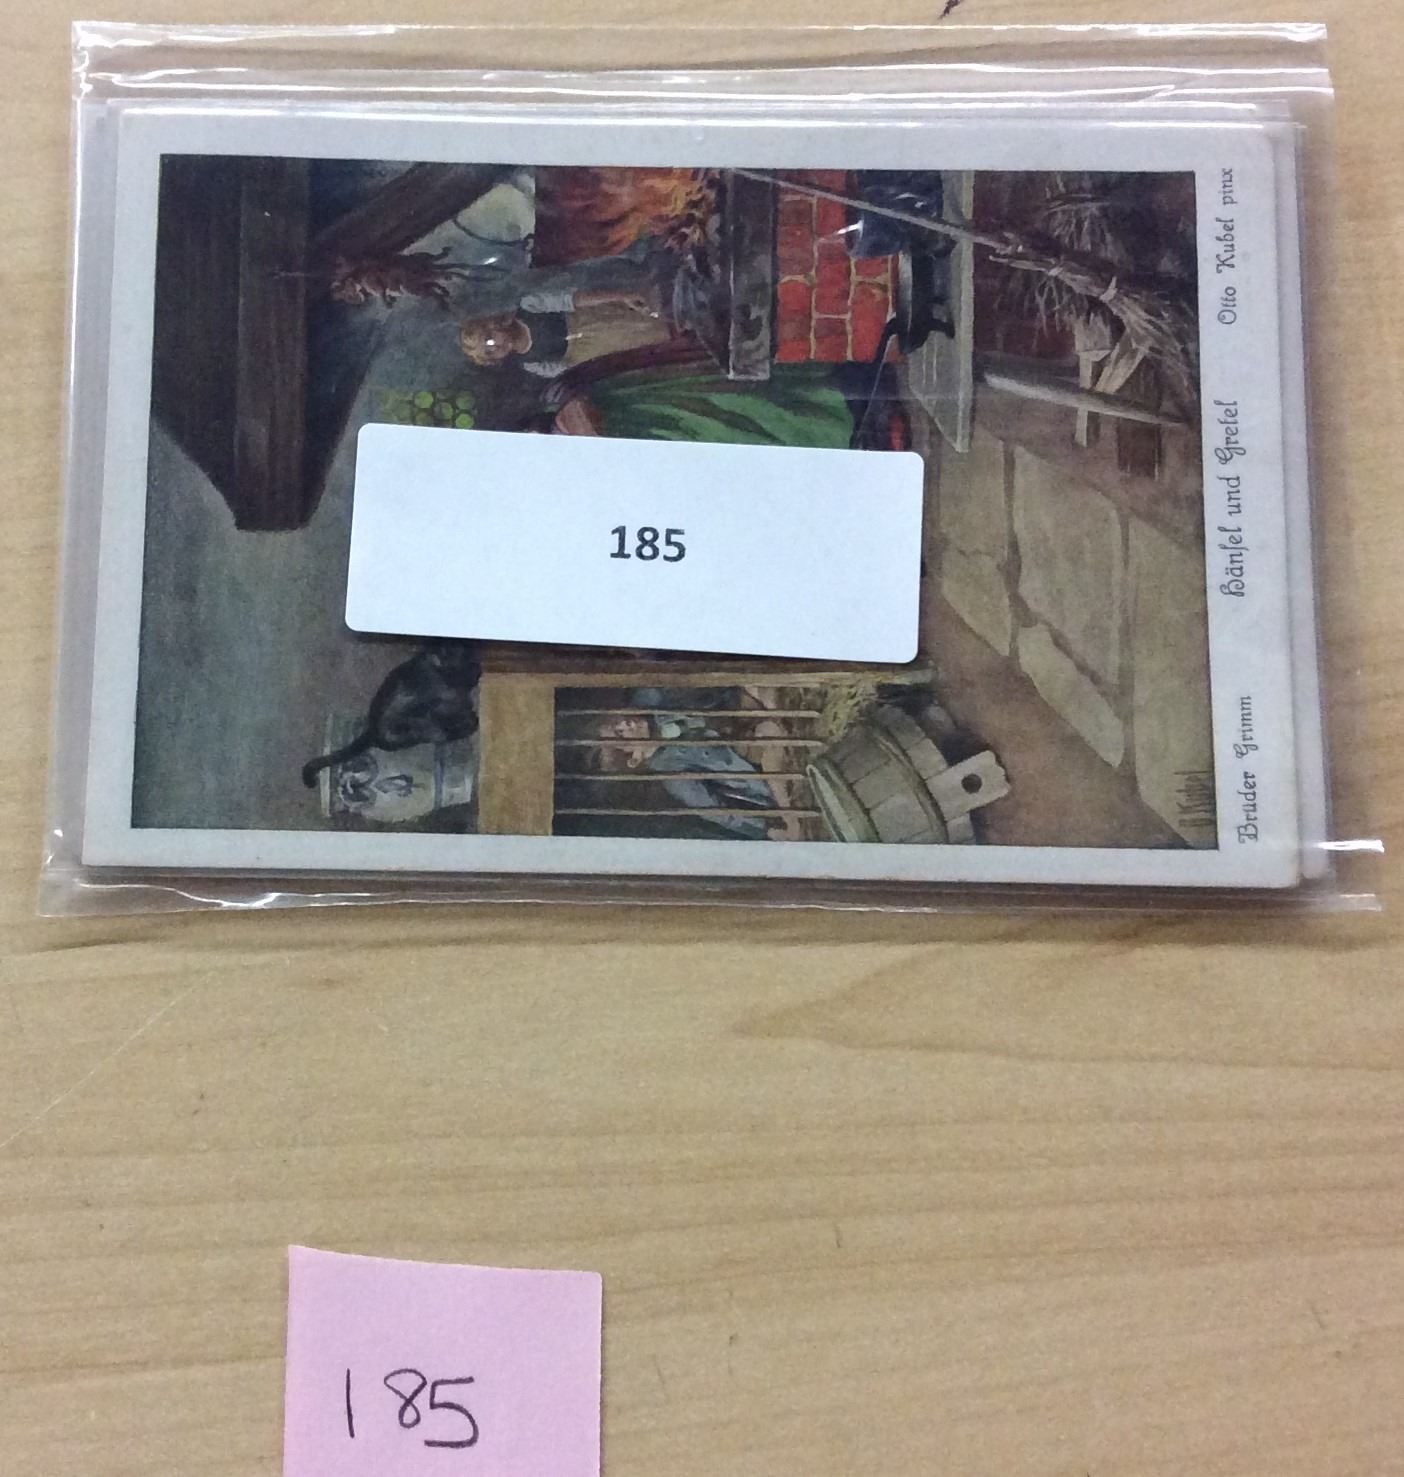 185
Brüder Grimm Hänſel und Gretel Otto Kubel pinx
O Kubel
185